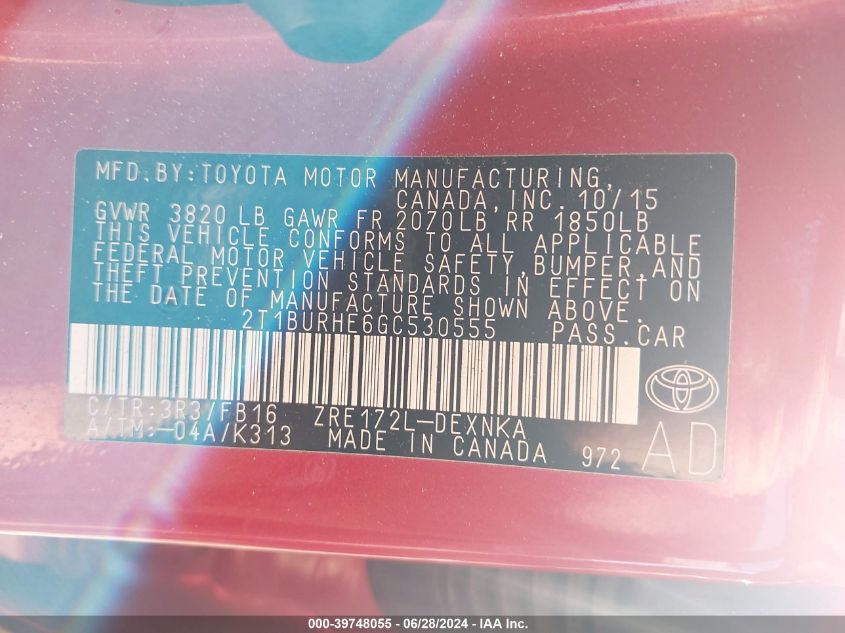 MFD.BY:TOYOTA MOTOR MANUFACTURING,
CANADA, INC. 10/15
GVWR 3820 LB GAWR FR 2070LB RR 1850LB
THIS VEHICLE CONFORMS TO ALL APPLICABLE
FEDERAL MOTOR VEHICLE SAFETY,BUMPER,AND
THEFT PREVENTION STANDARDS IN EFFECT ON
THE DATE OF MANUFACTURE SHOWN ABOVE.
2T1BURHE6GC530555 PASS.CAR
C/TR:3R3/FB16 ZRE172L-DEXNKA
A/TM:-04A/K313 MADE IN CANADA 972 AD
000-39748055 - 06/28/2024 - IAA Inc.